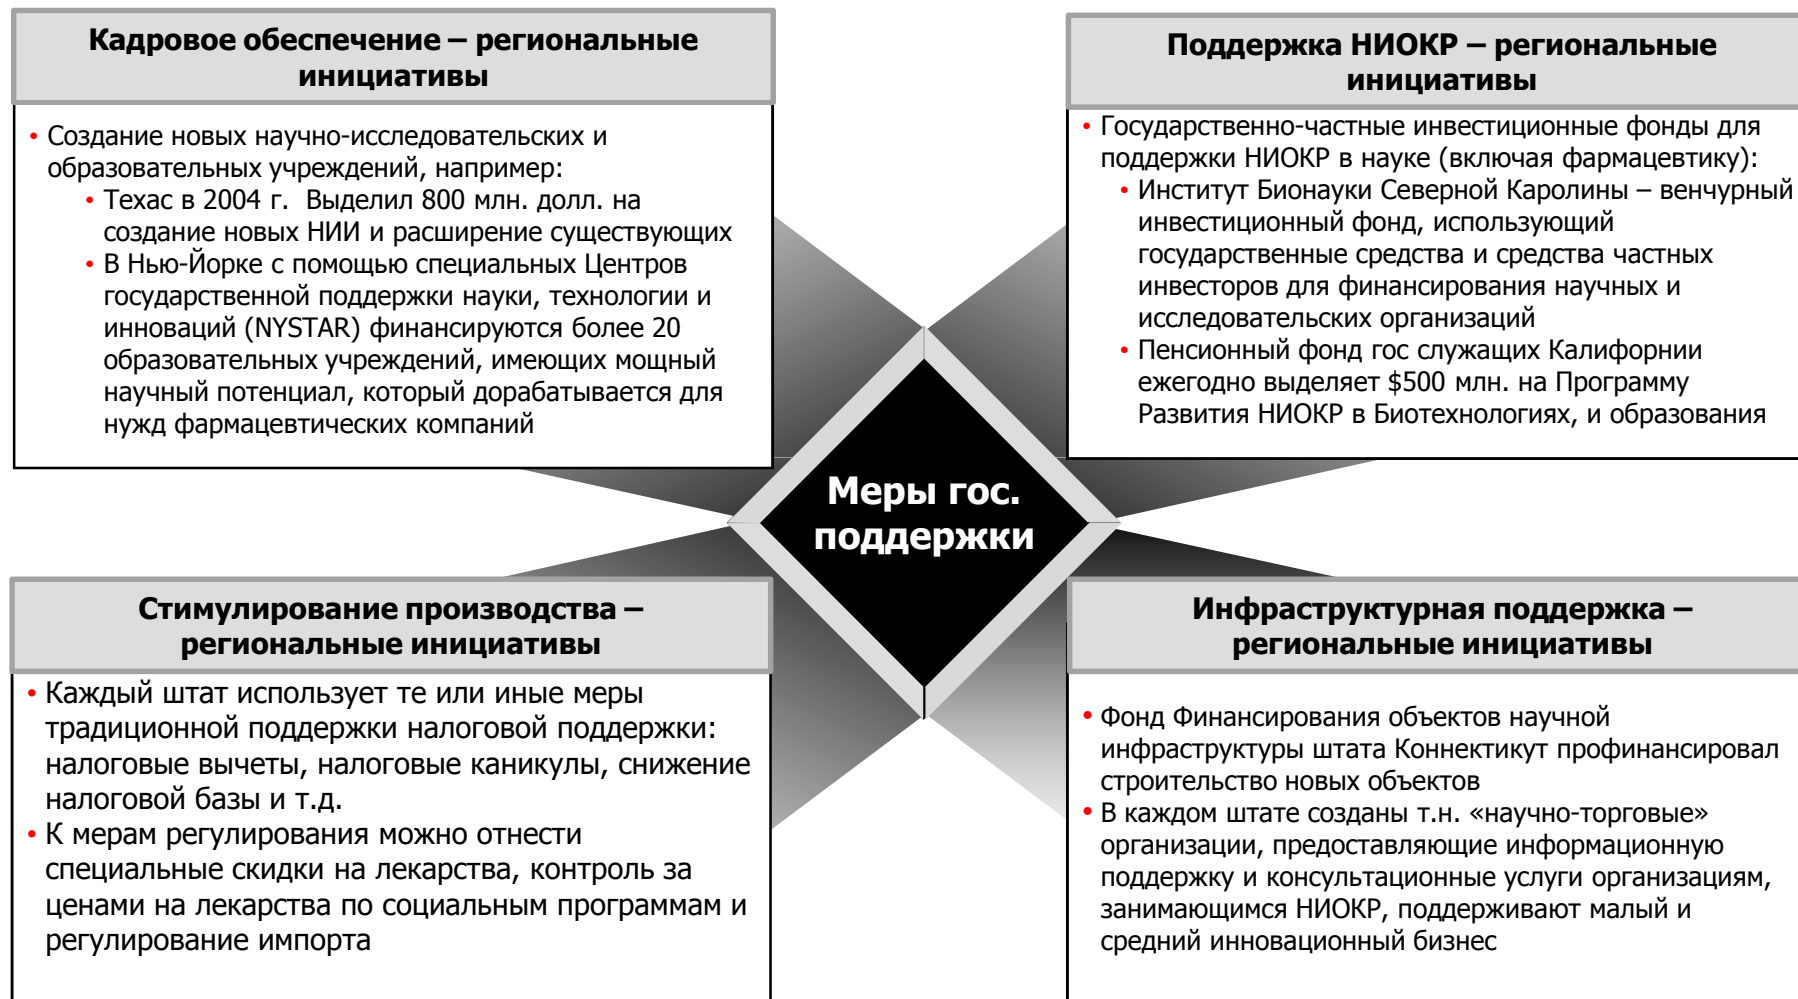 Кадровое обеспечение – региональные
инициативы
• Создание новых научно-исследовательских и
образовательных учреждений, например:
• Техас в 2004 г.  Выделил 800 млн. долл. на
создание новых НИИ и расширение существующих
• В Нью-Йорке с помощью специальных Центров
государственной поддержки науки, технологии и
инноваций (NYSTAR) финансируются более 20
образовательных учреждений, имеющих мощный
научный потенциал, который дорабатывается для
нужд фармацевтических компаний
Поддержка НИОКР – региональные
инициативы
• Государственно-частные инвестиционные фонды для
поддержки НИОКР в науке (включая фармацевтику):
• Институт Бионауки Северной Каролины – венчурный
инвестиционный фонд, использующий
государственные средства и средства частных
инвесторов для финансирования научных и
исследовательских организаций
• Пенсионный фонд гос служащих Калифорнии
ежегодно выделяет $500 млн. на Программу
Развития НИОКР в Биотехнологиях, и образования
Меры гос.
поддержки
Стимулирование производства –
региональные инициативы
• Каждый штат использует те или иные меры
традиционной поддержки налоговой поддержки:
налоговые вычеты, налоговые каникулы, снижение
налоговой базы и т.д.
• К мерам регулирования можно отнести
специальные скидки на лекарства, контроль за
ценами на лекарства по социальным программам и
регулирование импорта
Инфраструктурная поддержка –
региональные инициативы
• Фонд Финансирования объектов научной
инфраструктуры штата Коннектикут профинансировал
строительство новых объектов
• В каждом штате созданы т.н. «научно-торговые»
организации, предоставляющие информационную
поддержку и консультационные услуги организациям,
занимающимся НИОКР, поддерживают малый и
средний инновационный бизнес